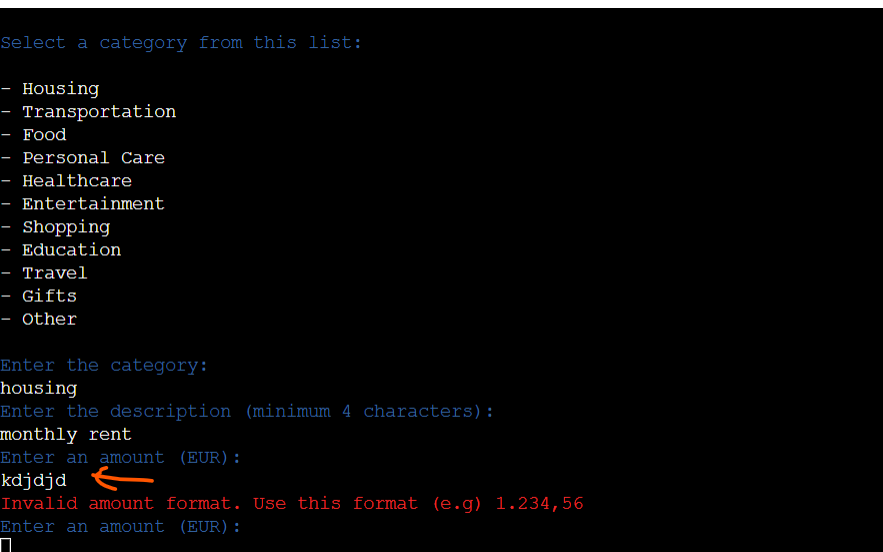 Select a category from this list:
- Housing
- Transportation
- Food
- Personal Care
- Healthcare
- Entertainment
- Shopping
- Education
- Travel
- Gifts
- Other
Enter the category:
housing
Enter the description (minimum 4 characters):
monthly rent
Enter an amount (EUR):
kdjdjd
Invalid amount format. Use this format (e.g) 1.234,56
Enter an amount (EUR):